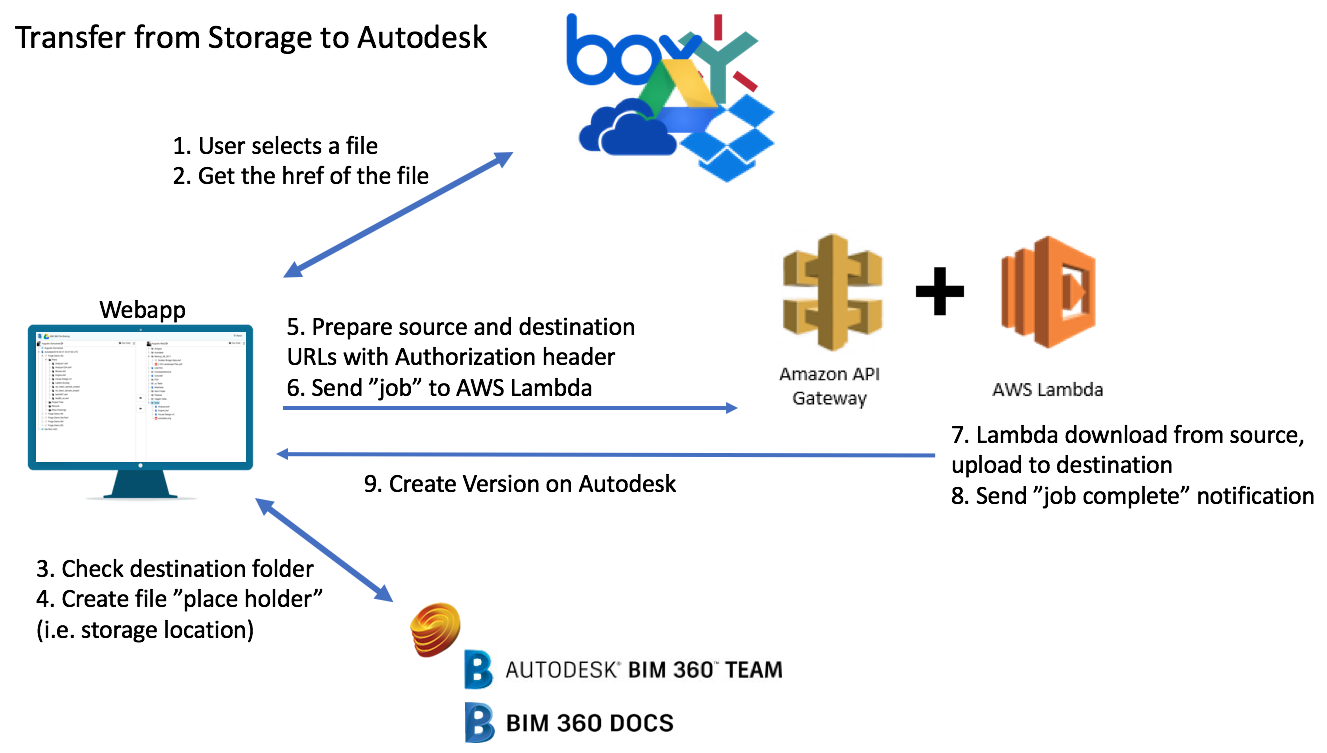 Transfer from Storage to Autodesk
box
1. User selects a file
2. Get the href of the file
Webapp
5. Prepare source and destination
URLs with Authorization header
6. Send ”job” to AWS Lambda
Amazon API
Gateway
AWS Lambda
7. Lambda download from source,
upload to destination
8. Send ”job complete” notification
9. Create Version on Autodesk
3. Check destination folder
4. Create file ”place holder”
(i.e. storage location)
B AUTODESK® BIM 360™ TEAM
B BIM 360 DOCS